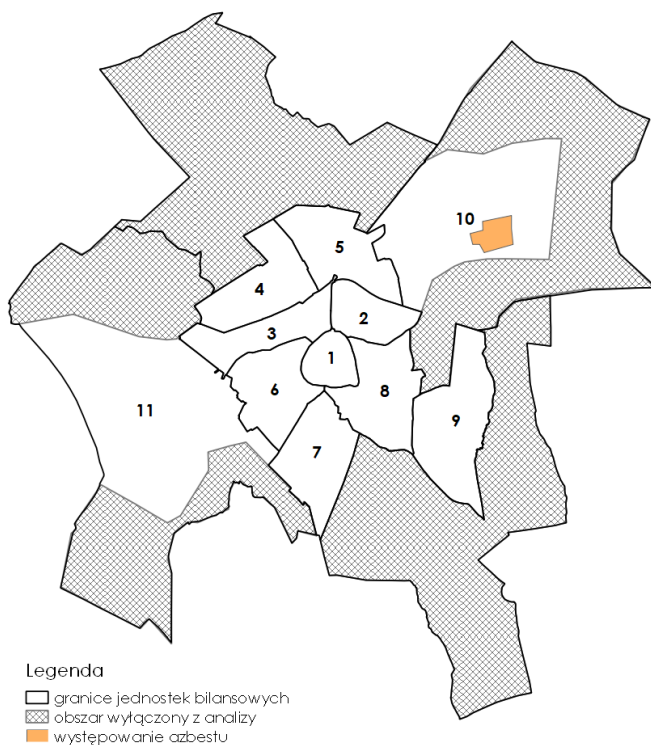 10
5
4
2
3
1
6
8
11
9
7
Legenda
granice jednostek bilansowych
obszar wyłączony z analizy
występowanie azbestu